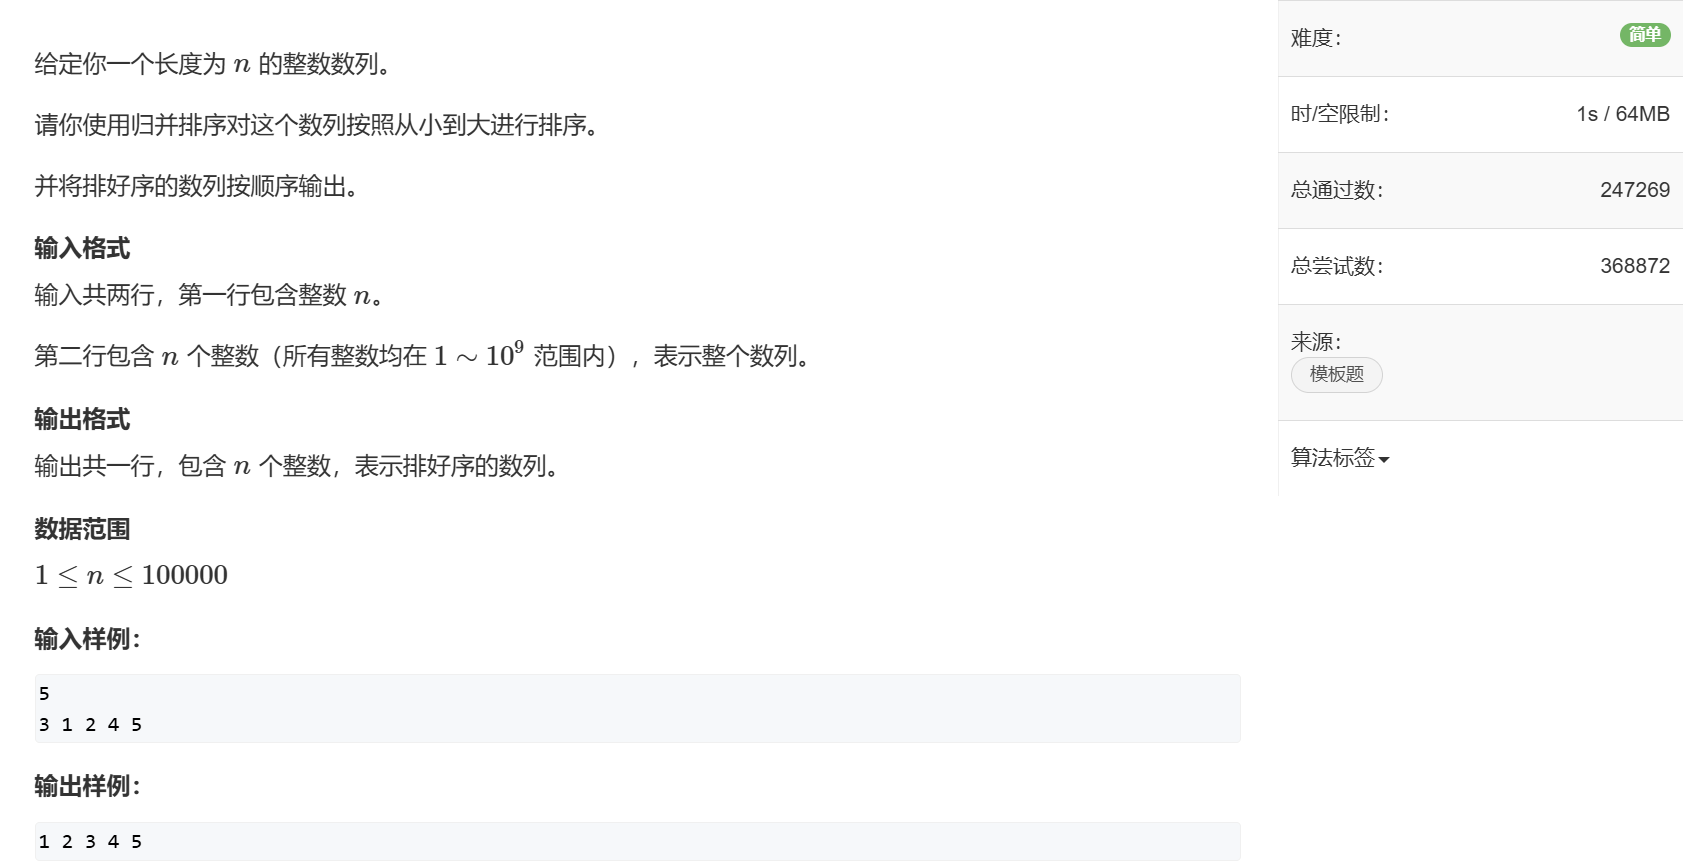 给定你一个长度为 n 的整数数列。
请你使用归并排序对这个数列按照从小到大进行排序。
并将排好序的数列按顺序输出。
输入格式
输入共两行，第一行包含整数 n。
第二行包含 n 个整数（所有整数均在 1 ∼ 10⁹ 范围内），表示整个数列。
输出格式
输出共一行，包含 n 个整数，表示排好序的数列。
数据范围
1 ≤ n ≤ 100000
输入样例：
5
3 1 2 4 5
输出样例：
1 2 3 4 5
难度： 简单
时/空限制： 1s / 64MB
总通过数： 247269
总尝试数： 368872
来源：
模板题
算法标签